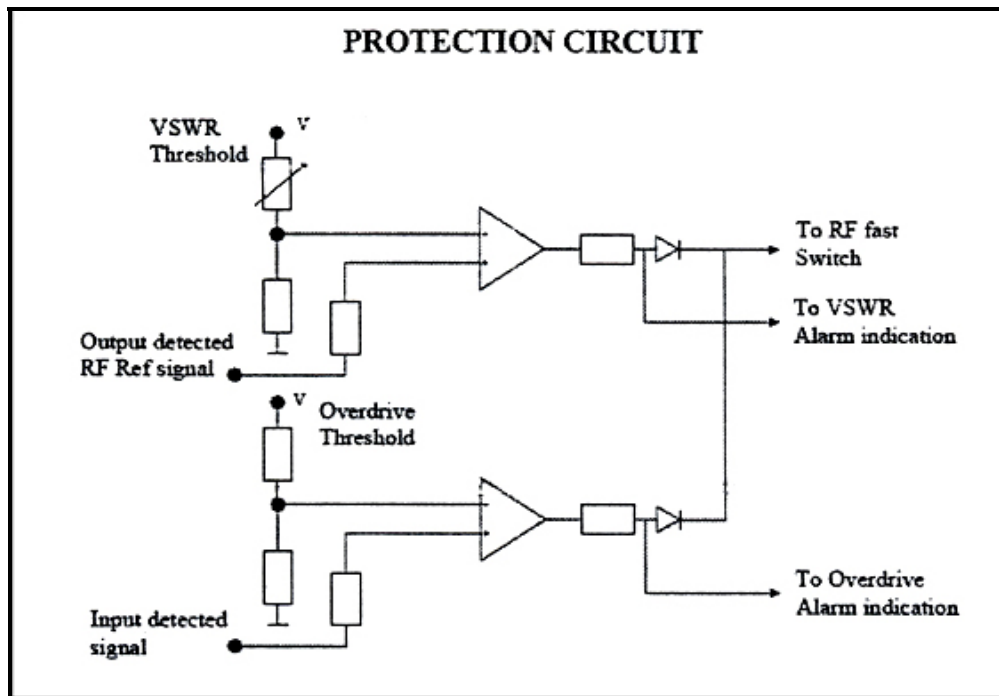 PROTECTION CIRCUIT
VSWR
Threshold
V
To RF fast
Switch
To VSWR
Alarm indication
Output detected
RF Ref signal
V
Overdrive
Threshold
To Overdrive
Alarm indication
Input detected
signal